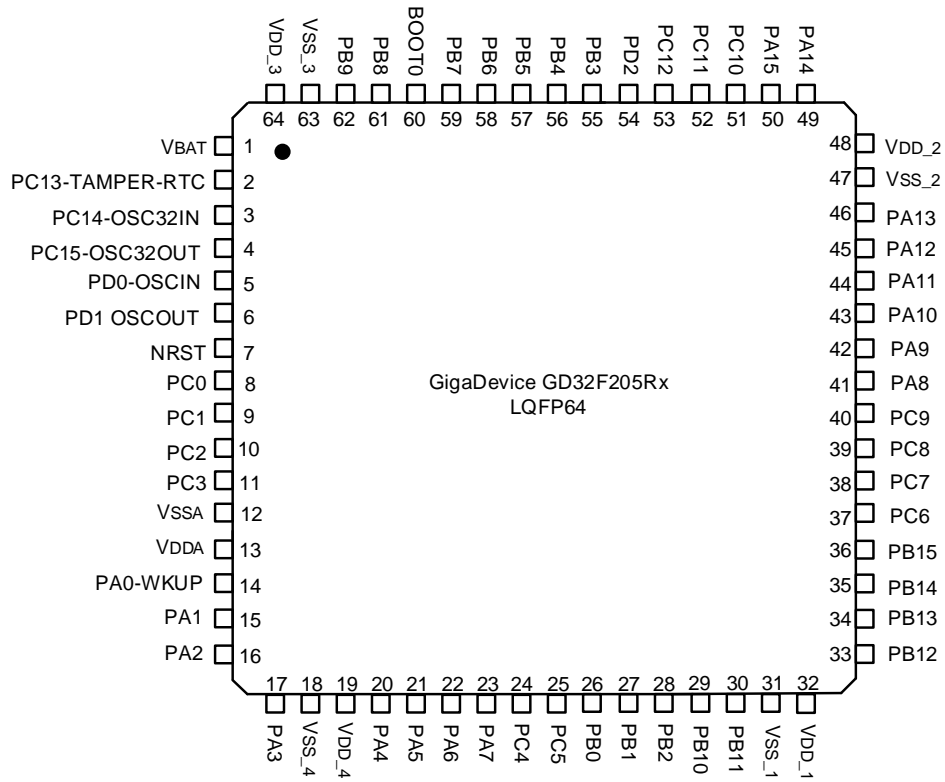 VDD_3
VSS_3
PB9
PB8
BOOT0
PB7
PB6
PB5
PB4
PB3
PD2
PC12
PC11
PC10
PA15
PA14
64
63
62
61
60
59
58
57
56
55
54
53
52
51
50
49
VBAT 1
PC13-TAMPER-RTC 2
PC14-OSC32IN 3
PC15-OSC32OUT 4
PD0-OSCIN 5
PD1 OSCOUT 6
NRST 7
PC0 8
PC1 9
PC2 10
PC3 11
VSSA 12
VDDA 13
PA0-WKUP 14
PA1 15
PA2 16
GigaDevice GD32F205Rx
LQFP64
48 VDD_2
47 VSS_2
46 PA13
45 PA12
44 PA11
43 PA10
42 PA9
41 PA8
40 PC9
39 PC8
38 PC7
37 PC6
36 PB15
35 PB14
34 PB13
33 PB12
17
18
19
20
21
22
23
24
25
26
27
28
29
30
31
32
PA3
VSS_4
VDD_4
PA4
PA5
PA6
PA7
PC4
PC5
PB0
PB1
PB2
PB10
PB11
VSS_1
VDD_1